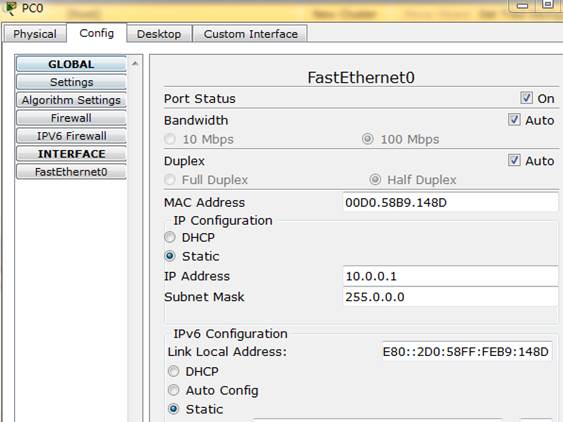 PC0
Physical Config Desktop Custom Interface
GLOBAL
Settings
Algorithm Settings
Firewall
IPV6 Firewall
INTERFACE
FastEthernet0
FastEthernet0
Port Status On
Bandwidth Auto
10 Mbps 100 Mbps
Duplex Auto
Full Duplex Half Duplex
MAC Address 00D0.58B9.148D
IP Configuration
DHCP
Static
IP Address 10.0.0.1
Subnet Mask 255.0.0.0
IPv6 Configuration
Link Local Address: E80::2D0:58FF:FEB9:148D
DHCP
Auto Config
Static